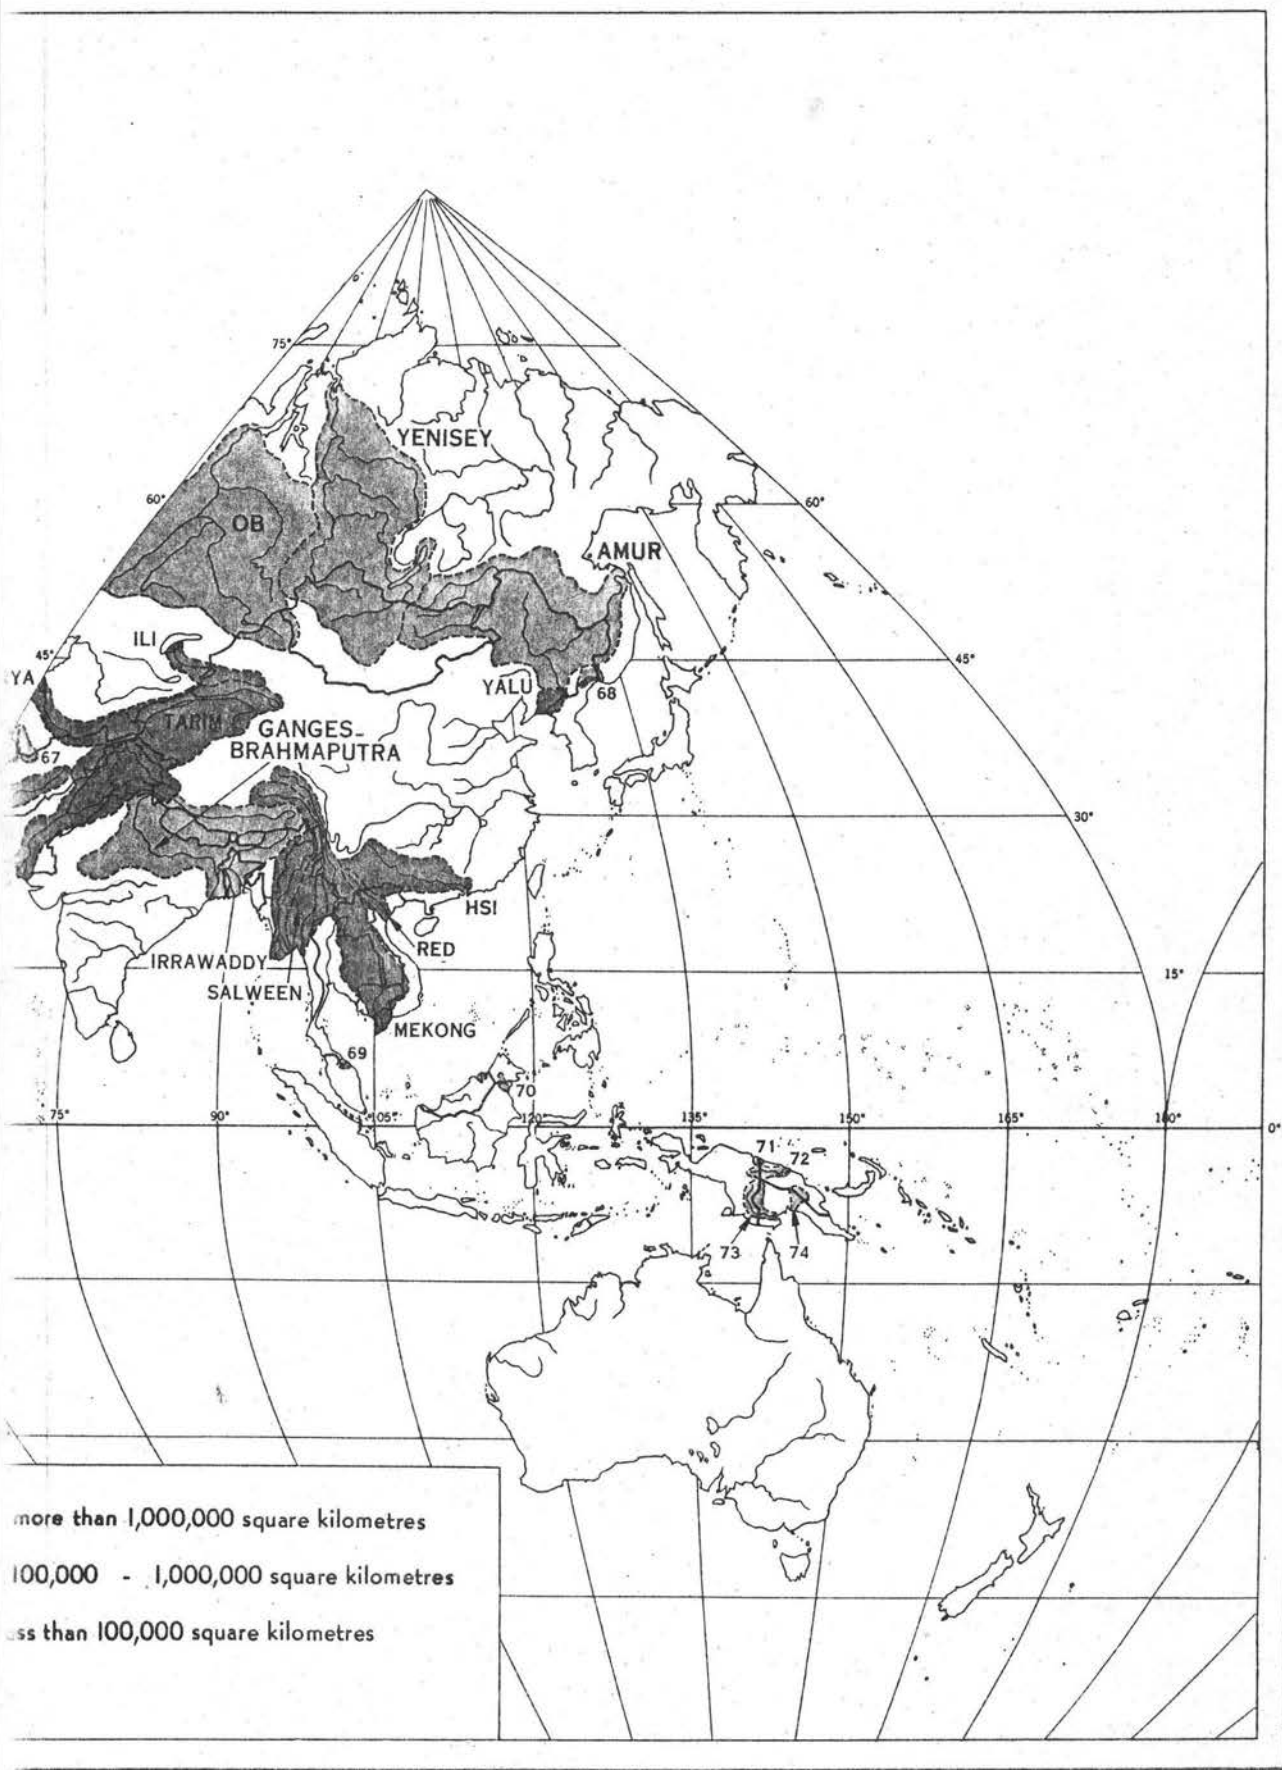 75°
YENISEY
60°
60°
OB
AMUR
ILI
45°
45°
YA
YALU
68
TARIM
GANGES-
BRAHMAPUTRA
67
30°
HSI
RED
IRRAWADDY
15°
SALWEEN
MEKONG
69
70
75°
90°
105°
120°
135°
150°
165°
180°
0°
71
72
73
74
more than 1,000,000 square kilometres
100,000 - 1,000,000 square kilometres
ss than 100,000 square kilometres